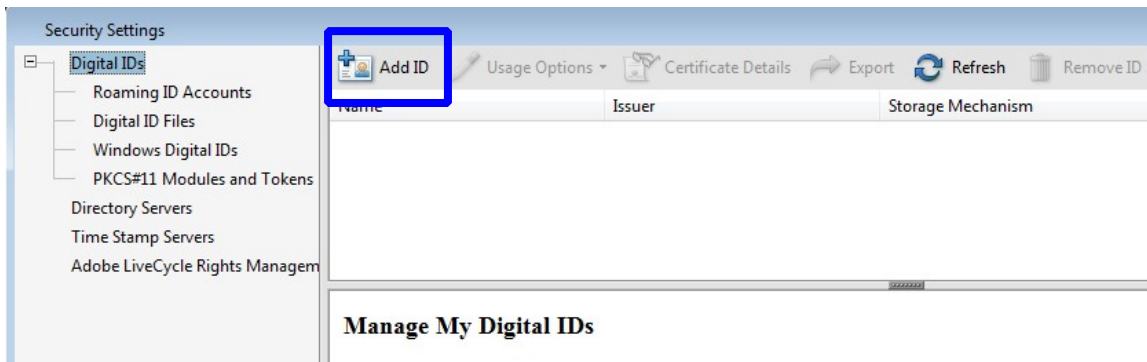 Security Settings
Digital IDs
Roaming ID Accounts
Digital ID Files
Windows Digital IDs
PKCS#11 Modules and Tokens
Directory Servers
Time Stamp Servers
Adobe LiveCycle Rights Managem
Add ID Usage Options Certificate Details Export Refresh Remove ID
Name Issuer Storage Mechanism
Manage My Digital IDs